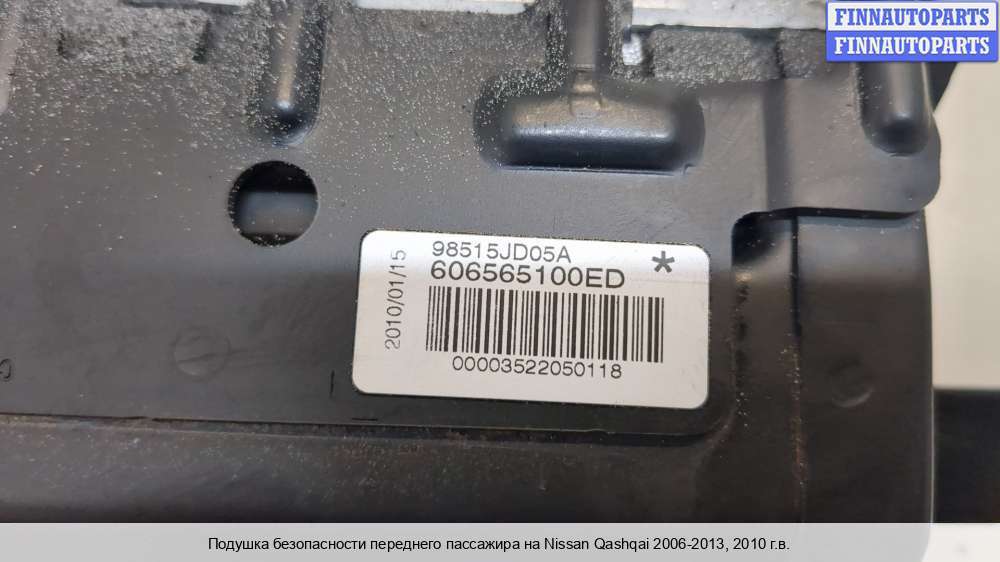 FINNAUTOPARTS
FINNAUTOPARTS
98515JD05A
606565100ED *
2010/01/15
00003522050118
Подушка безопасности переднего пассажира на Nissan Qashqai 2006-2013, 2010 г.в.